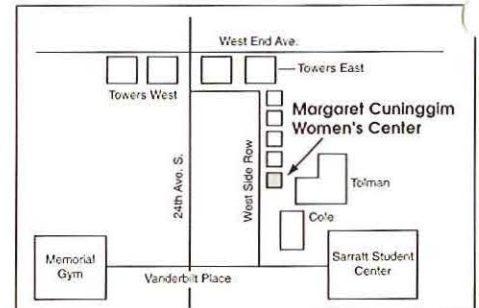 West End Ave.
Towers East
Towers West
Margaret Cuninggim
Women's Center
24th Ave. S.
West Side Row
Tolman
Cole
Memorial
Gym
Sarratt Student
Center
Vanderbilt Place